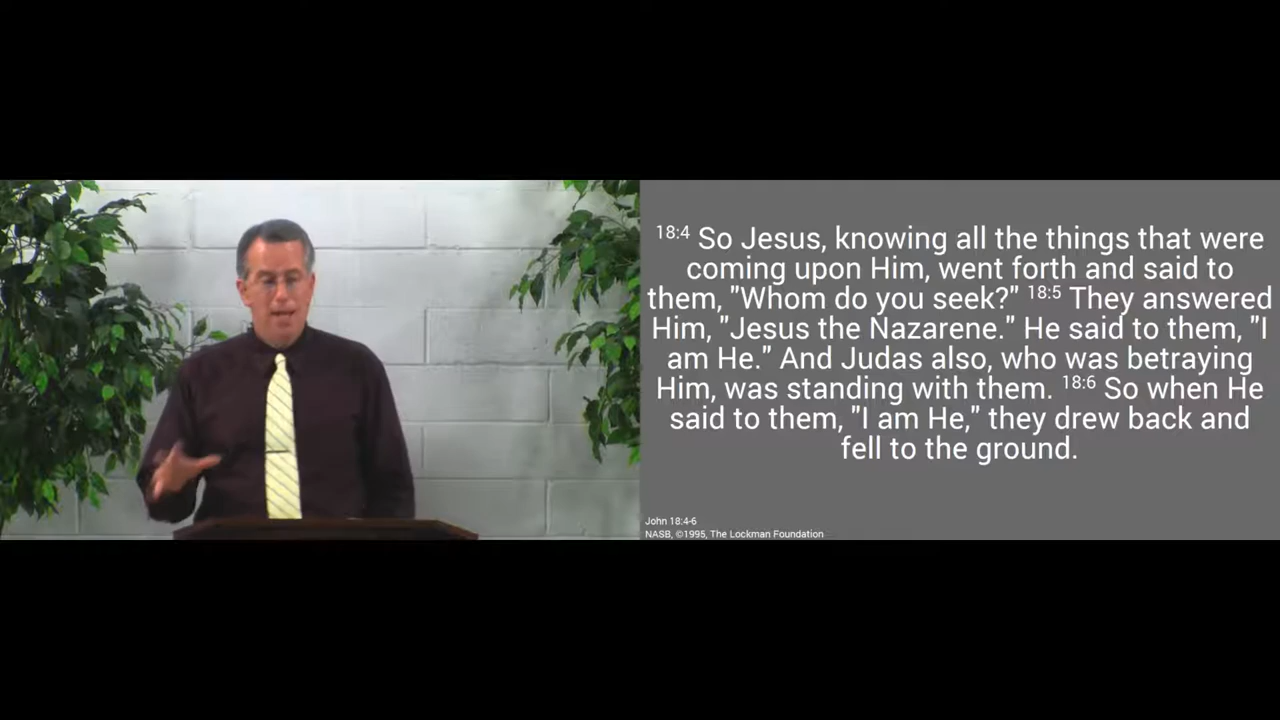 18:4 So Jesus, knowing all the things that were
coming upon Him, went forth and said to
them, "Whom do you seek?" 18:5 They answered
Him, "Jesus the Nazarene." He said to them, "I
am He." And Judas also, who was betraying
Him, was standing with them. 18:6 So when He
said to them, "I am He," they drew back and
fell to the ground.
John 18:4-6
NASB, ©1995, The Lockman Foundation